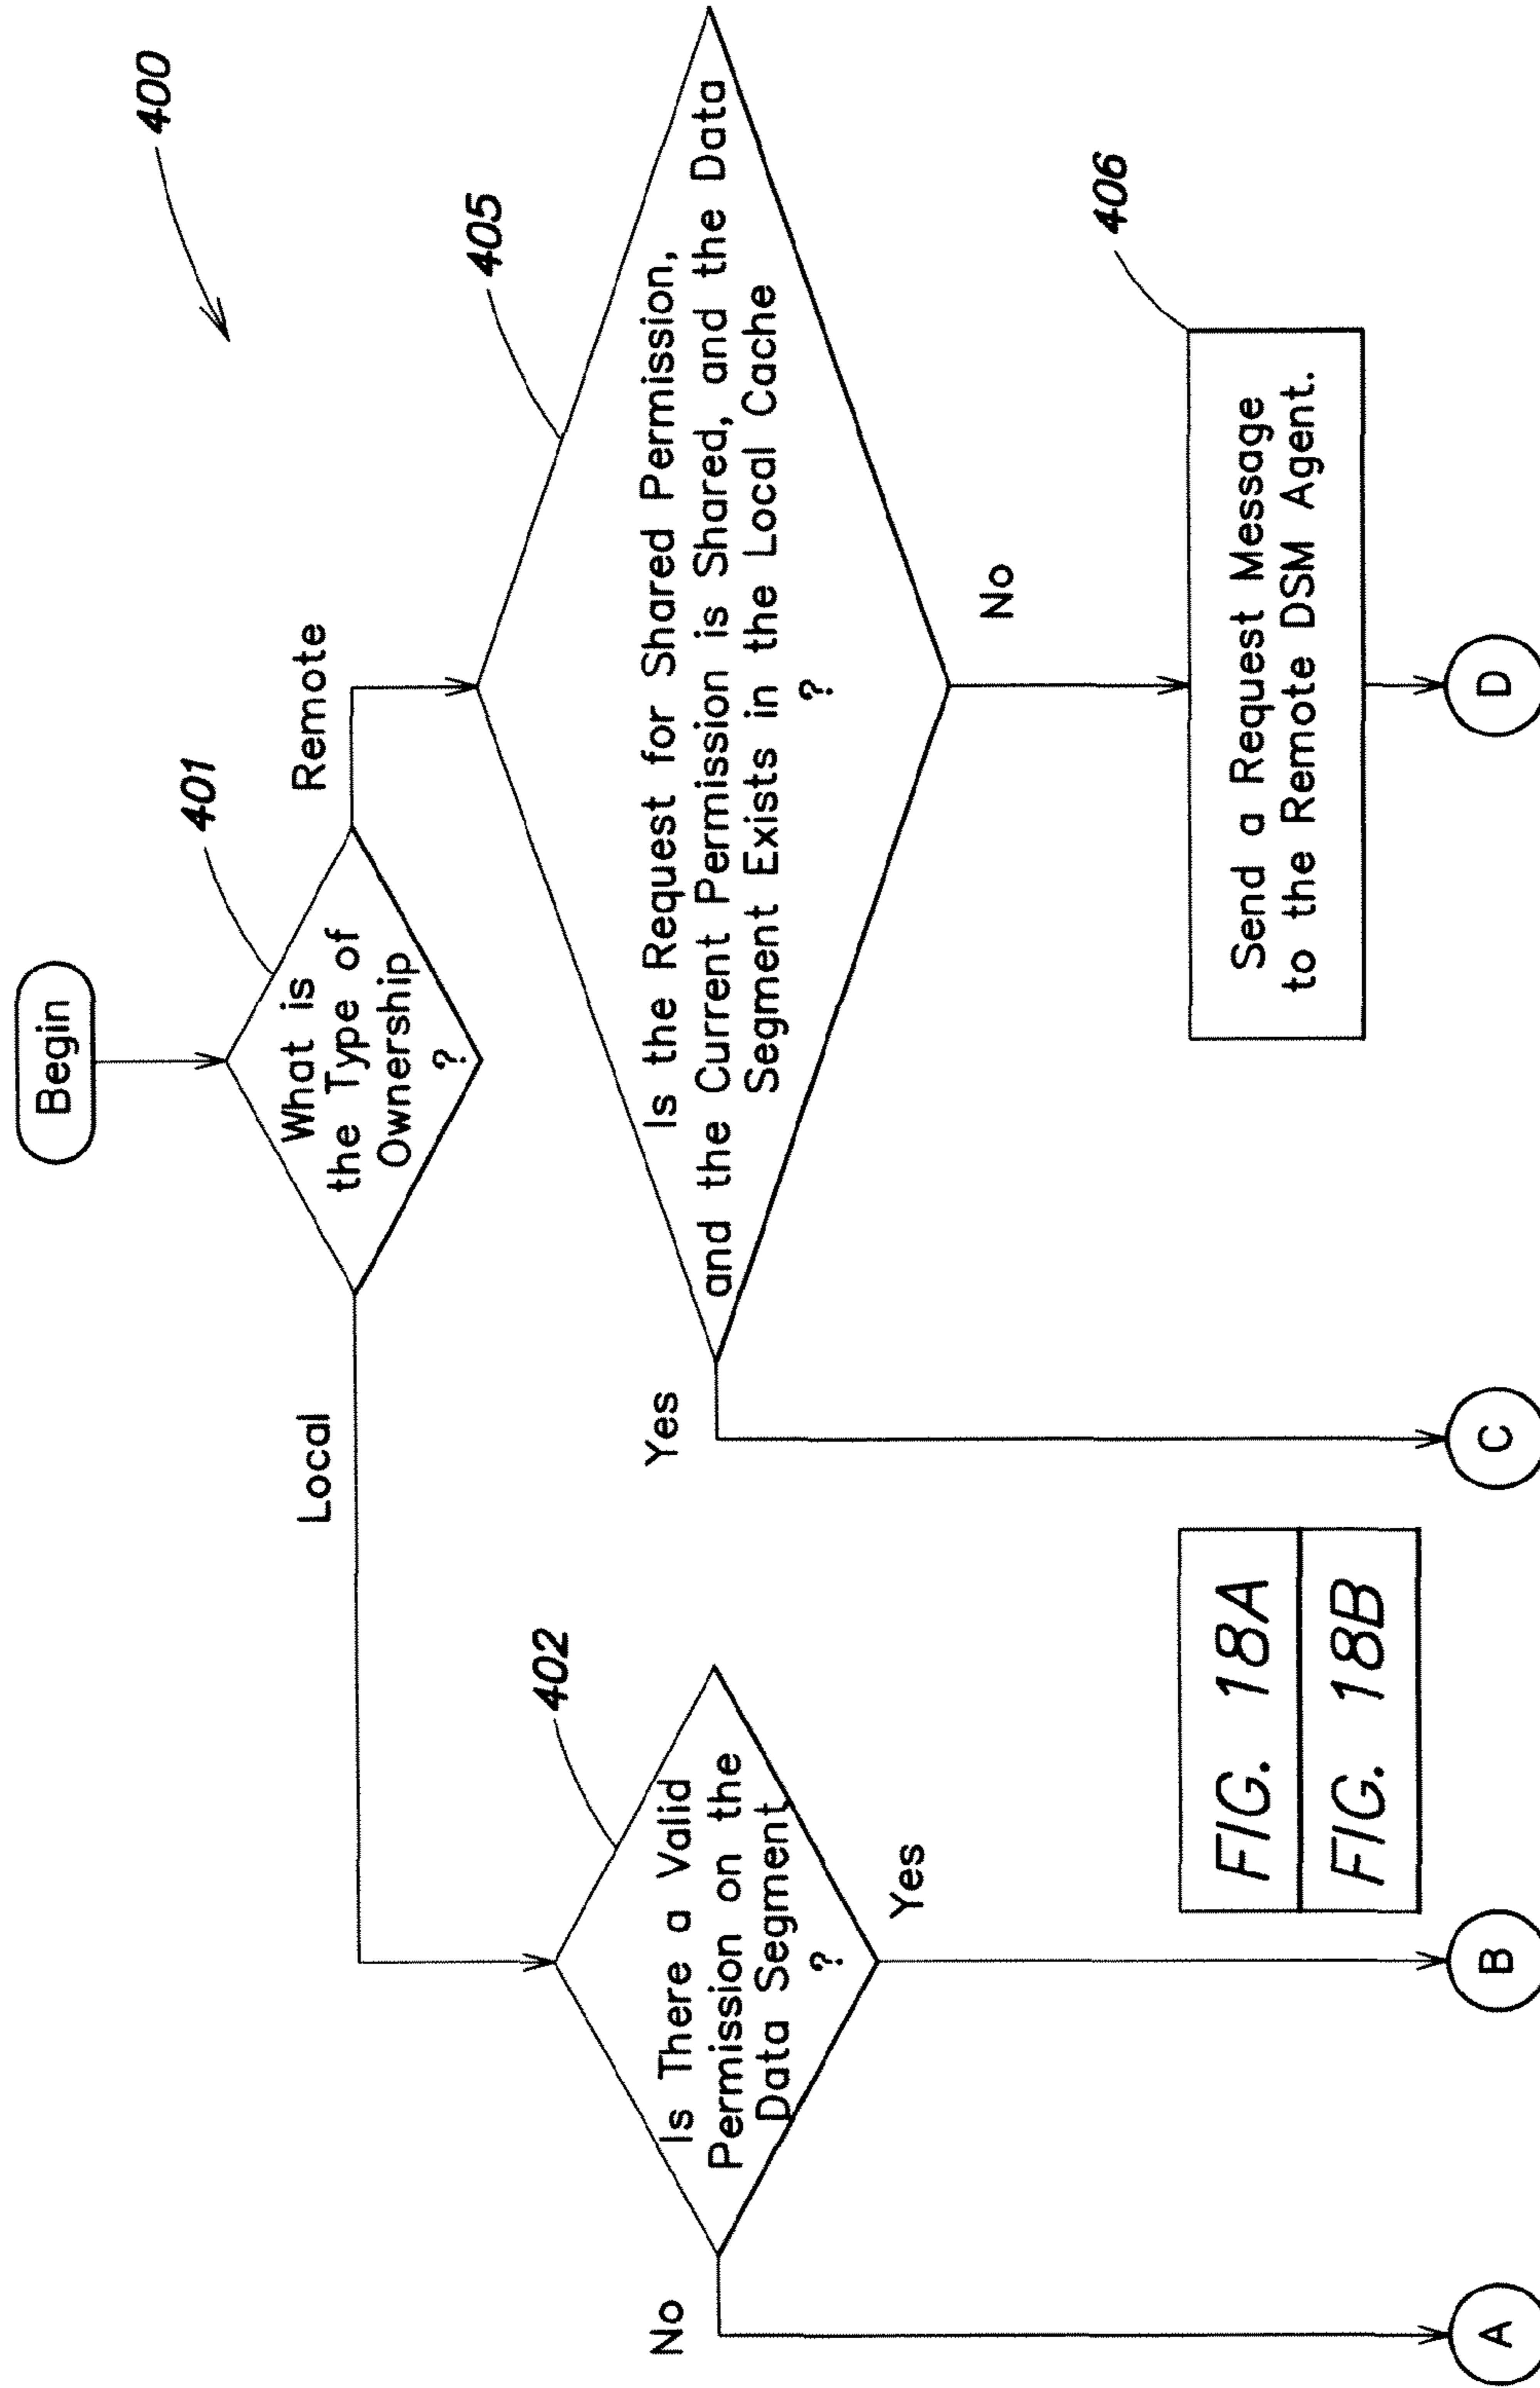 Begin
400
401
What is
the Type of
Ownership
?
Local
Remote
402
Is There a Valid
Permission on the
Data Segment
?
No
Yes
405
Is the Request for Shared Permission,
and the Current Permission is Shared, and the Data
Segment Exists in the Local Cache
?
Yes
No
406
Send a Request Message
to the Remote DSM Agent.
FIG. 18A
FIG. 18B
A
B
C
D